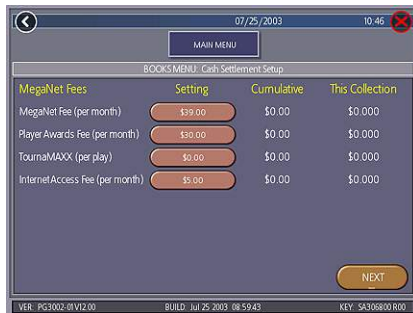 07/25/2003 10:46
MAIN MENU
BOOKS MENU: Cash Settlement Setup
MegaNet Fees Setting Cumulative This Collection
MegaNet Fee (per month) $39.00 $0.00 $0.000
Player Awards Fee (per month) $30.00 $0.00 $0.000
TournaMAXX (per play) $0.00 $0.00 $0.000
Internet Access Fee (per month) $5.00 $0.00 $0.000
NEXT
VER: PG3002-01V12.00 BUILD: Jul 25 2003 08:59:43 KEY: SA306800 R00